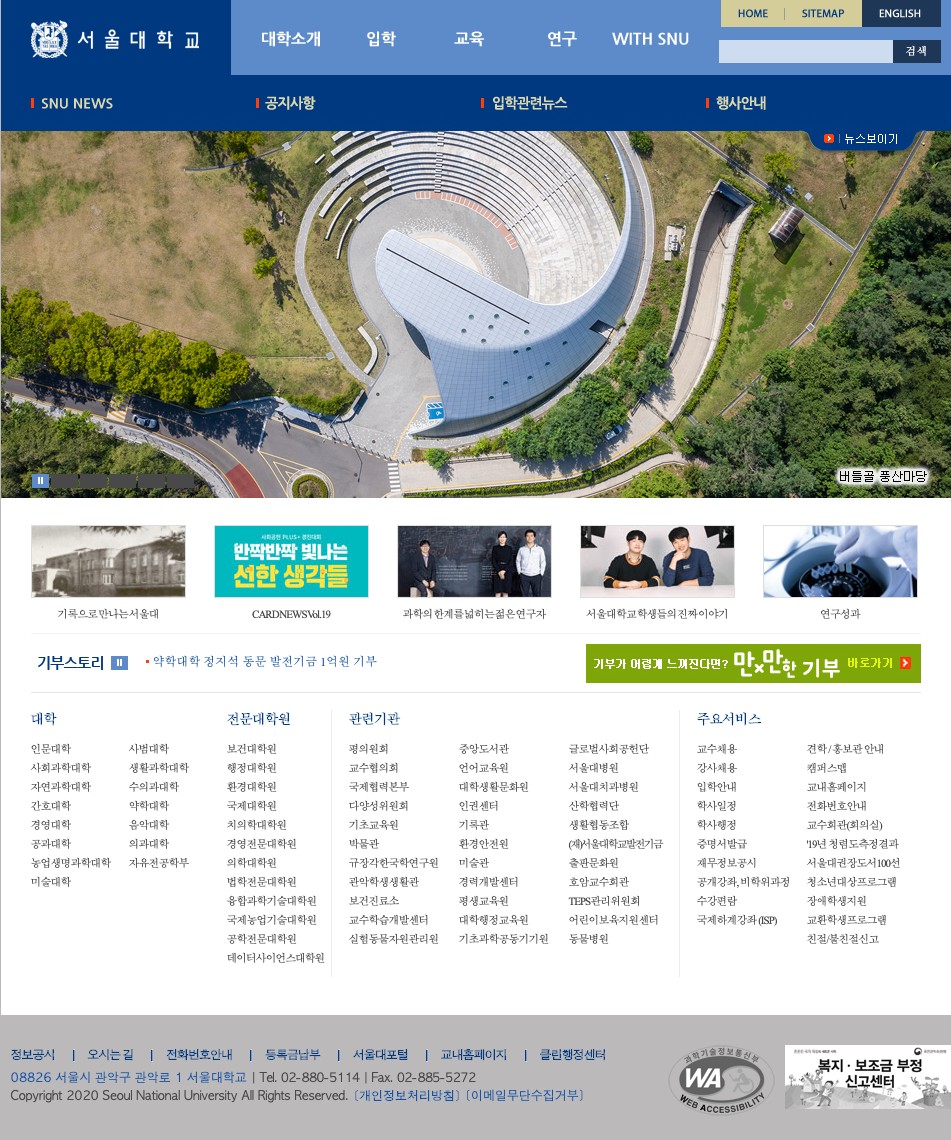 HOME SITEMAP ENGLISH
서울대학교 대학소개 입학 교육 연구 WITH SNU
검색
SNU NEWS 공지사항 입학관련뉴스 행사안내
뉴스보이기
버들골 풍산마당
사회공헌 PLUS+ 경진대회
반짝반짝 빛나는
선한 생각들
기록으로 만나는 서울대 CARD NEWS Vol.19 과학의 한계를 넓히는 젊은 연구자 서울대학교 학생들의 진짜 이야기 연구성과
기부스토리 약학대학 정지석 동문 발전기금 1억원 기부 기부가 어렵게 느껴진다면? 만x만한 기부 바로가기
대학 전문대학원 관련기관 주요서비스
인문대학 사범대학 보건대학원 평의원회 중앙도서관 글로벌사회공헌단 교수채용 견학 / 홍보관 안내
사회과학대학 생활과학대학 행정대학원 교수협의회 언어교육원 서울대병원 강사채용 캠퍼스맵
자연과학대학 수의과대학 환경대학원 국제협력본부 대학생활문화원 서울대치과병원 입학안내 교내홈페이지
간호대학 약학대학 국제대학원 다양성위원회 인권센터 산학협력단 학사일정 전화번호안내
경영대학 음악대학 치의학대학원 기초교육원 기록관 생활협동조합 학사행정 교수회관(회의실)
공과대학 의과대학 경영전문대학원 박물관 환경안전원 (재)서울대학교발전기금 증명서발급 '19년 청렴도측정결과
농업생명과학대학 자유전공학부 의학대학원 규장각한국학연구원 미술관 출판문화원 재무정보공시 서울대권장도서100선
미술대학 법학전문대학원 관악학생생활관 경력개발센터 호암교수회관 공개강좌, 비학위과정 청소년대상프로그램
융합과학기술대학원 보건진료소 평생교육원 TEPS관리위원회 수강편람 장애학생지원
국제농업기술대학원 교수학습개발센터 대학행정교육원 어린이보육지원센터 국제하계강좌 (ISP) 교환학생프로그램
공학전문대학원 실험동물자원관리원 기초과학공동기기원 동물병원 친절/불친절신고
데이터사이언스대학원
정보공시 | 오시는 길 | 전화번호안내 | 등록금납부 | 서울대포털 | 교내홈페이지 | 클린행정센터
08826 서울시 관악구 관악로 1 서울대학교 | Tel. 02-880-5114 | Fax. 02-885-5272
Copyright 2020 Seoul National University All Rights Reserved. [개인정보처리방침] [이메일무단수집거부]
과학기술정보통신부
WA
WEB ACCESSIBILITY
복지·보조금 부정
신고센터